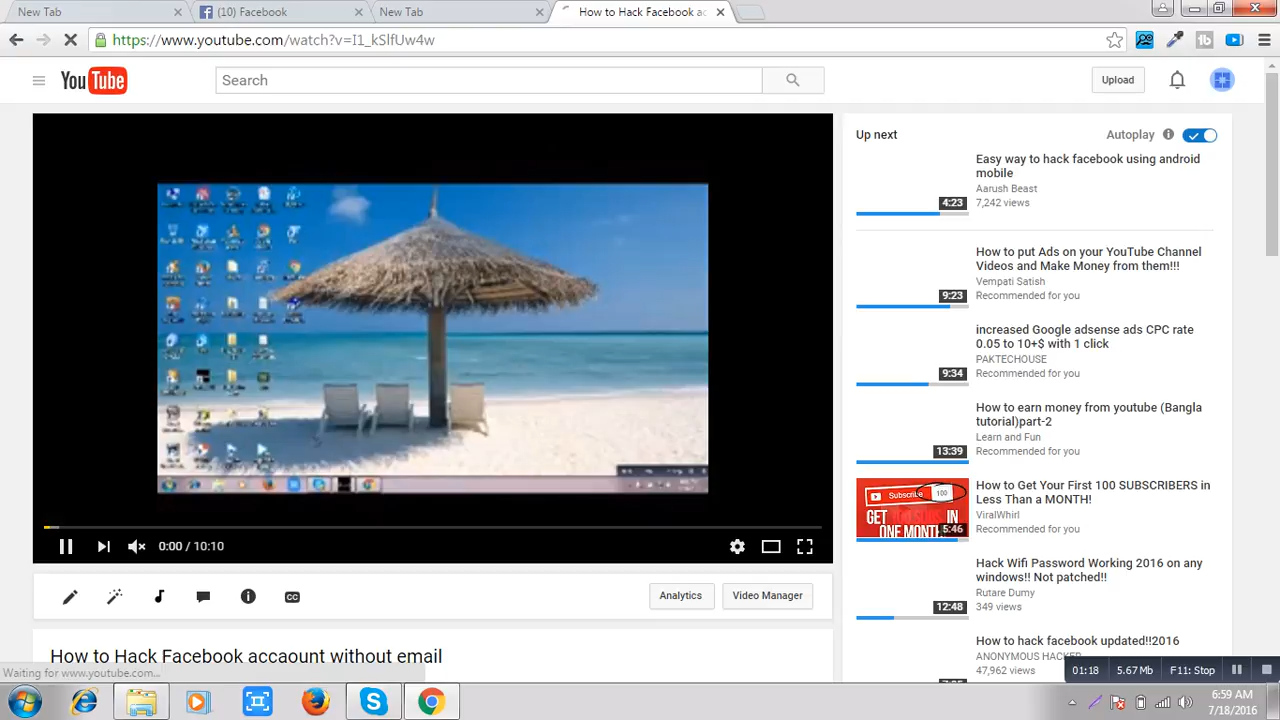 New Tab
(10) Facebook
New Tab
How to Hack Facebook ac
https://www.youtube.com/watch?v=I1_kSlfUw4w
YouTube
Search
Upload
Up next
Autoplay
Easy way to hack facebook using android
mobile
Aarush Beast
7,242 views
4:23
How to put Ads on your YouTube Channel
Videos and Make Money from them!!!
Vempati Satish
Recommended for you
9:23
increased Google adsense ads CPC rate
0.05 to 10+$ with 1 click
PAKTECHOUSE
Recommended for you
9:34
How to earn money from youtube (Bangla
tutorial)part-2
Learn and Fun
Recommended for you
13:39
How to Get Your First 100 SUBSCRIBERS in
Less Than a MONTH!
ViralWhirl
Recommended for you
Subscribe 100
GET IN
ONE MONTH
5:46
Hack Wifi Password Working 2016 on any
windows!! Not patched!!
Rutare Dumy
349 views
12:48
How to hack facebook updated!!2016
ANONYMOUS HACKER
47,962 views
0:00 / 10:10
CC
Analytics
Video Manager
How to Hack Facebook accaount without email
Waiting for www.youtube.com...
01:18
5.67 Mb
F11: Stop
6:59 AM
7/18/2016